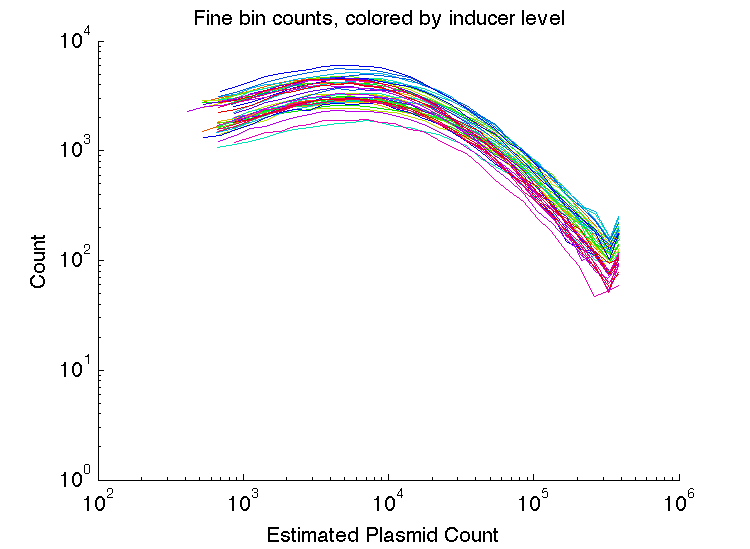 Fine bin counts, colored by inducer level
10^4
10^3
10^2
10^1
10^0
Count
10^2 10^3 10^4 10^5 10^6
Estimated Plasmid Count